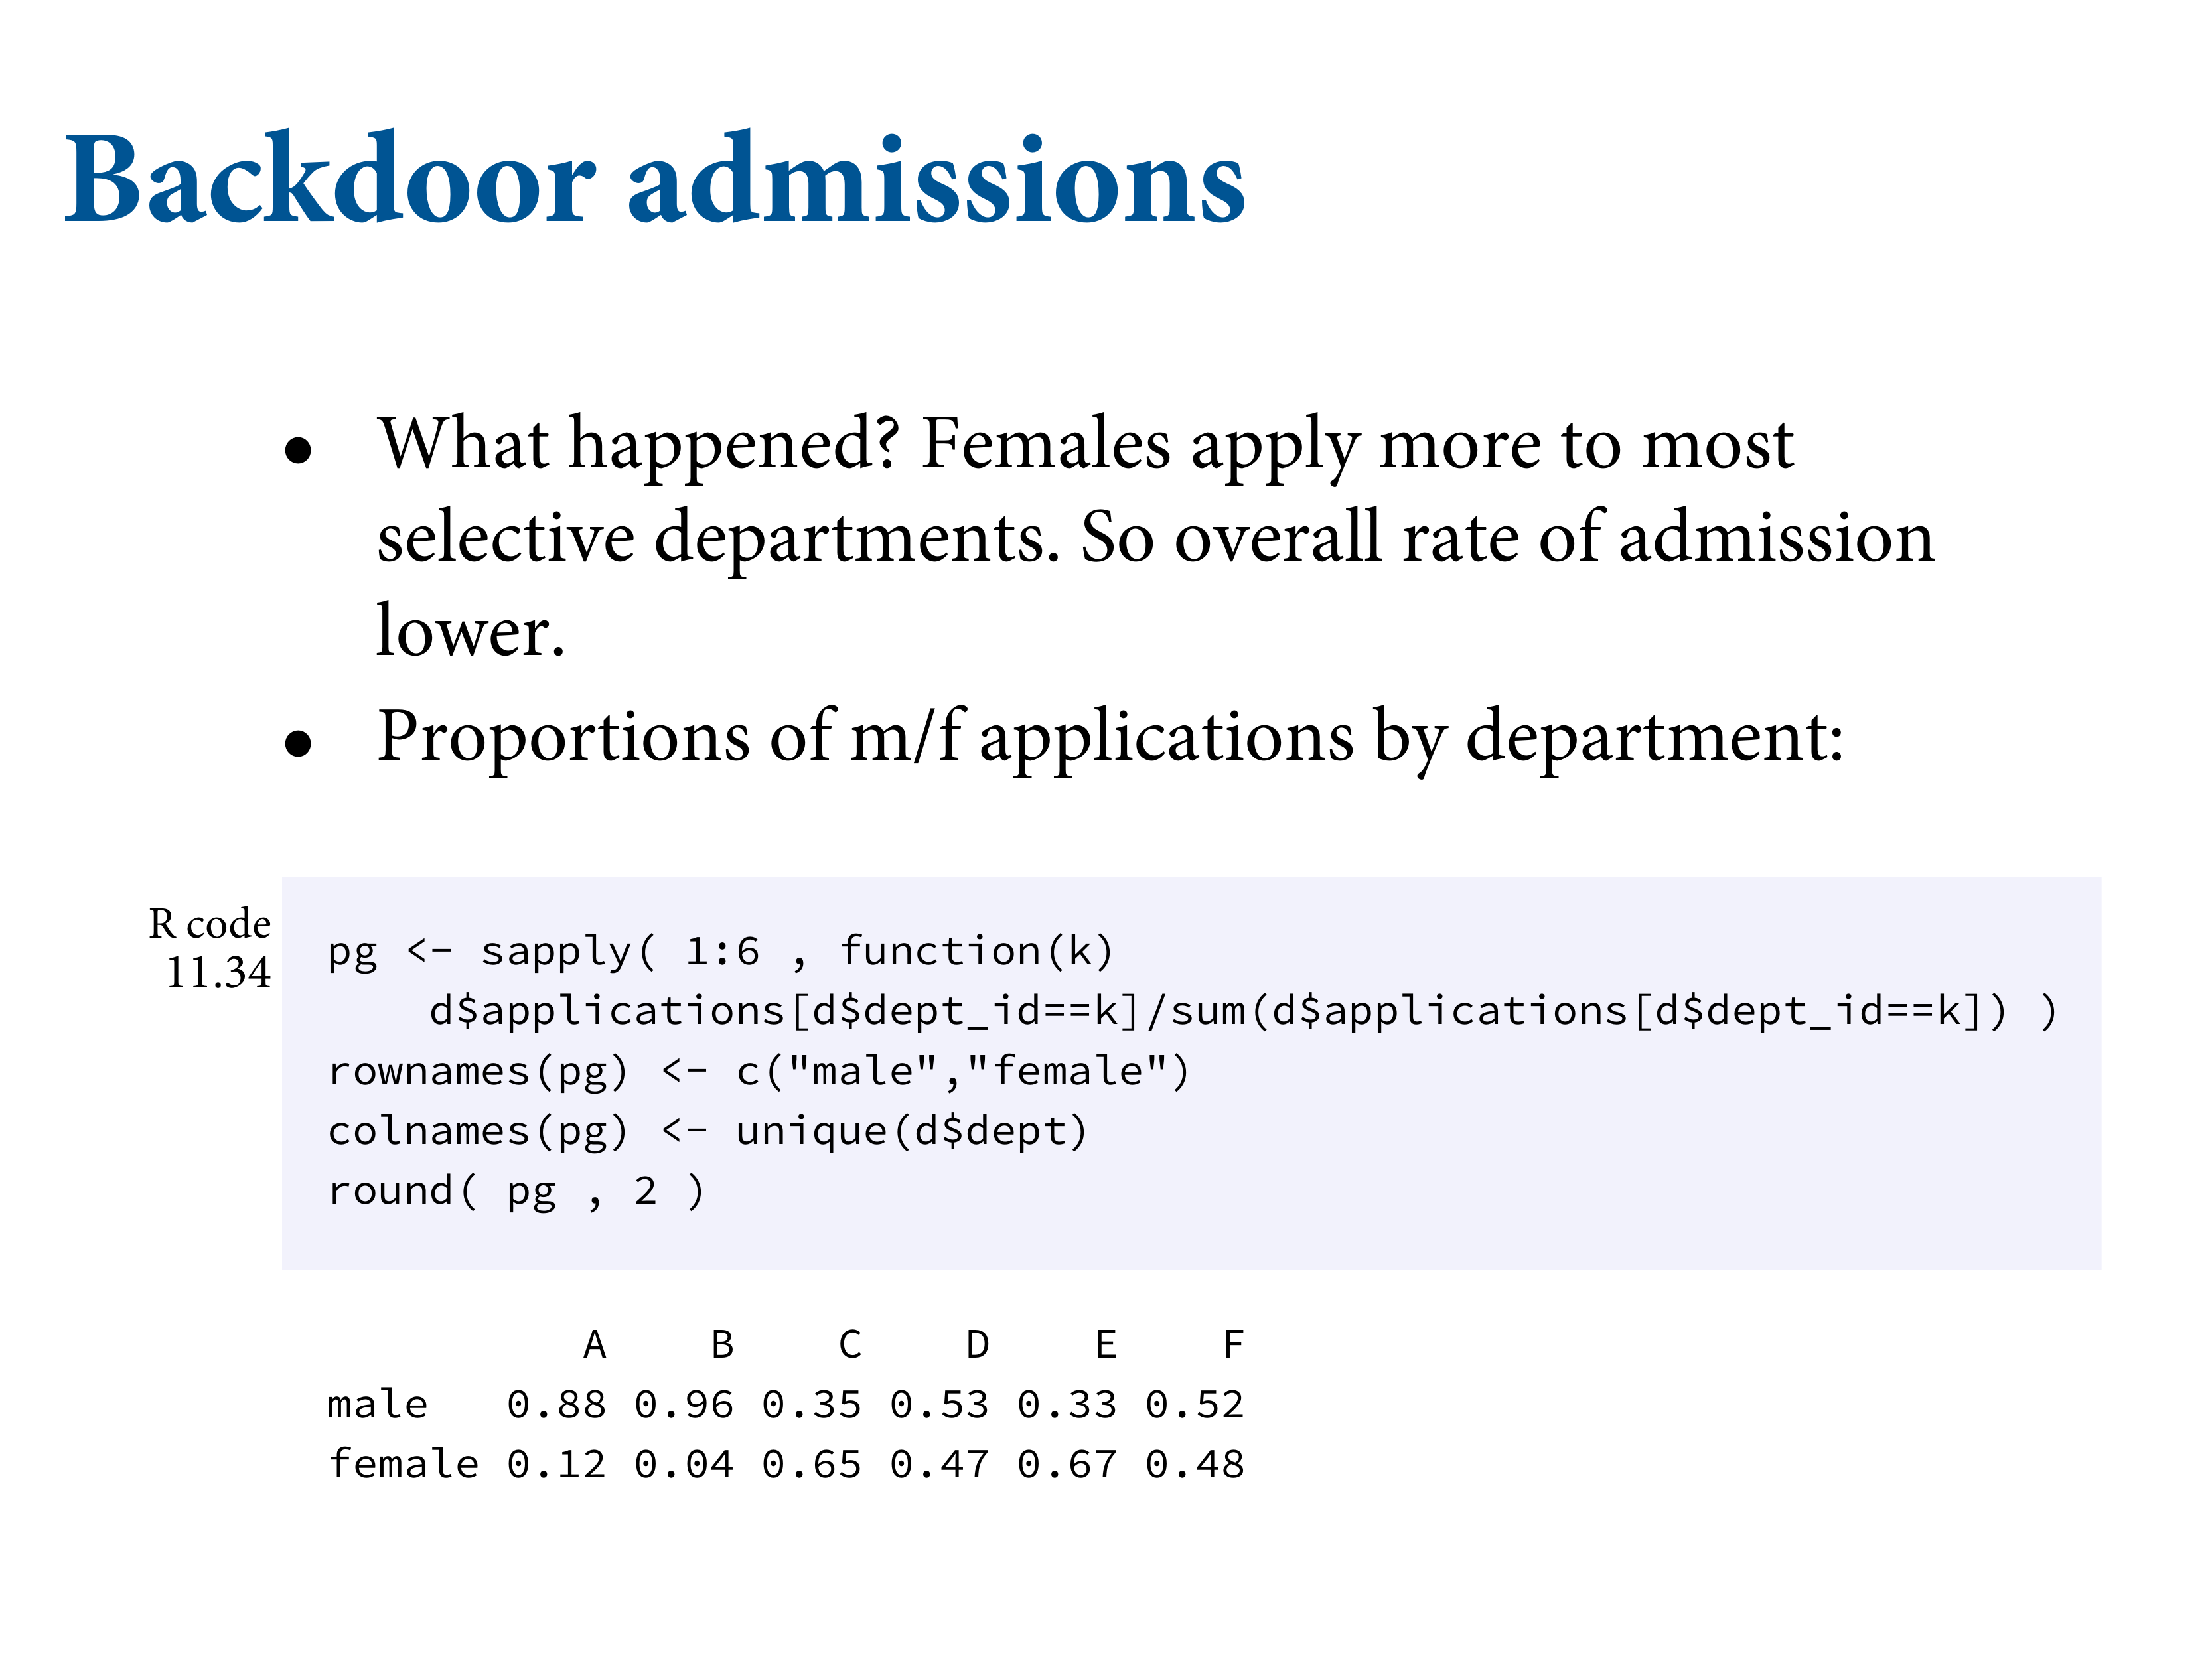 Backdoor admissions
• What happened? Females apply more to most
selective departments. So overall rate of admission
lower.
• Proportions of m/f applications by department:
R code
11.34
pg <- sapply( 1:6 , function(k)
    d$applications[d$dept_id==k]/sum(d$applications[d$dept_id==k]) )
rownames(pg) <- c("male","female")
colnames(pg) <- unique(d$dept)
round( pg , 2 )
          A    B    C    D    E    F
male   0.88 0.96 0.35 0.53 0.33 0.52
female 0.12 0.04 0.65 0.47 0.67 0.48